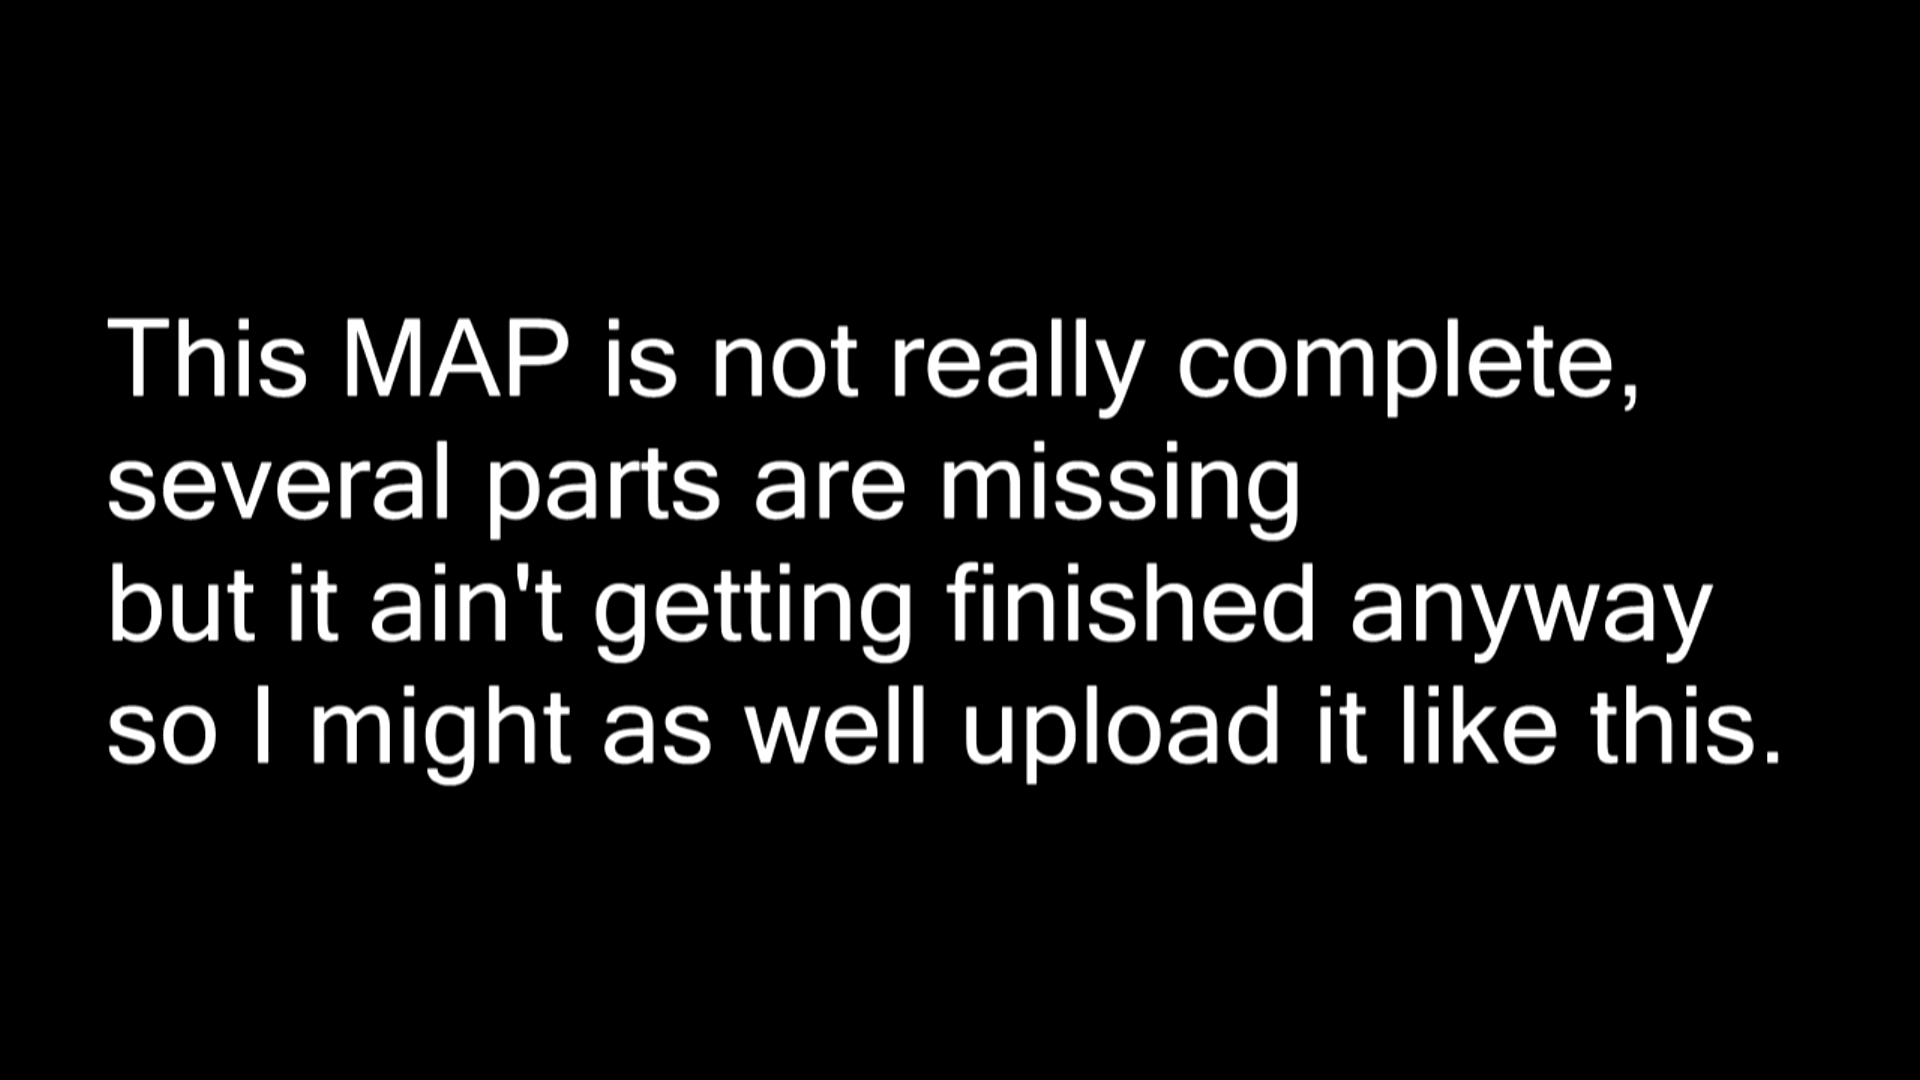 This MAP is not really complete,
several parts are missing
but it ain't getting finished anyway
so I might as well upload it like this.